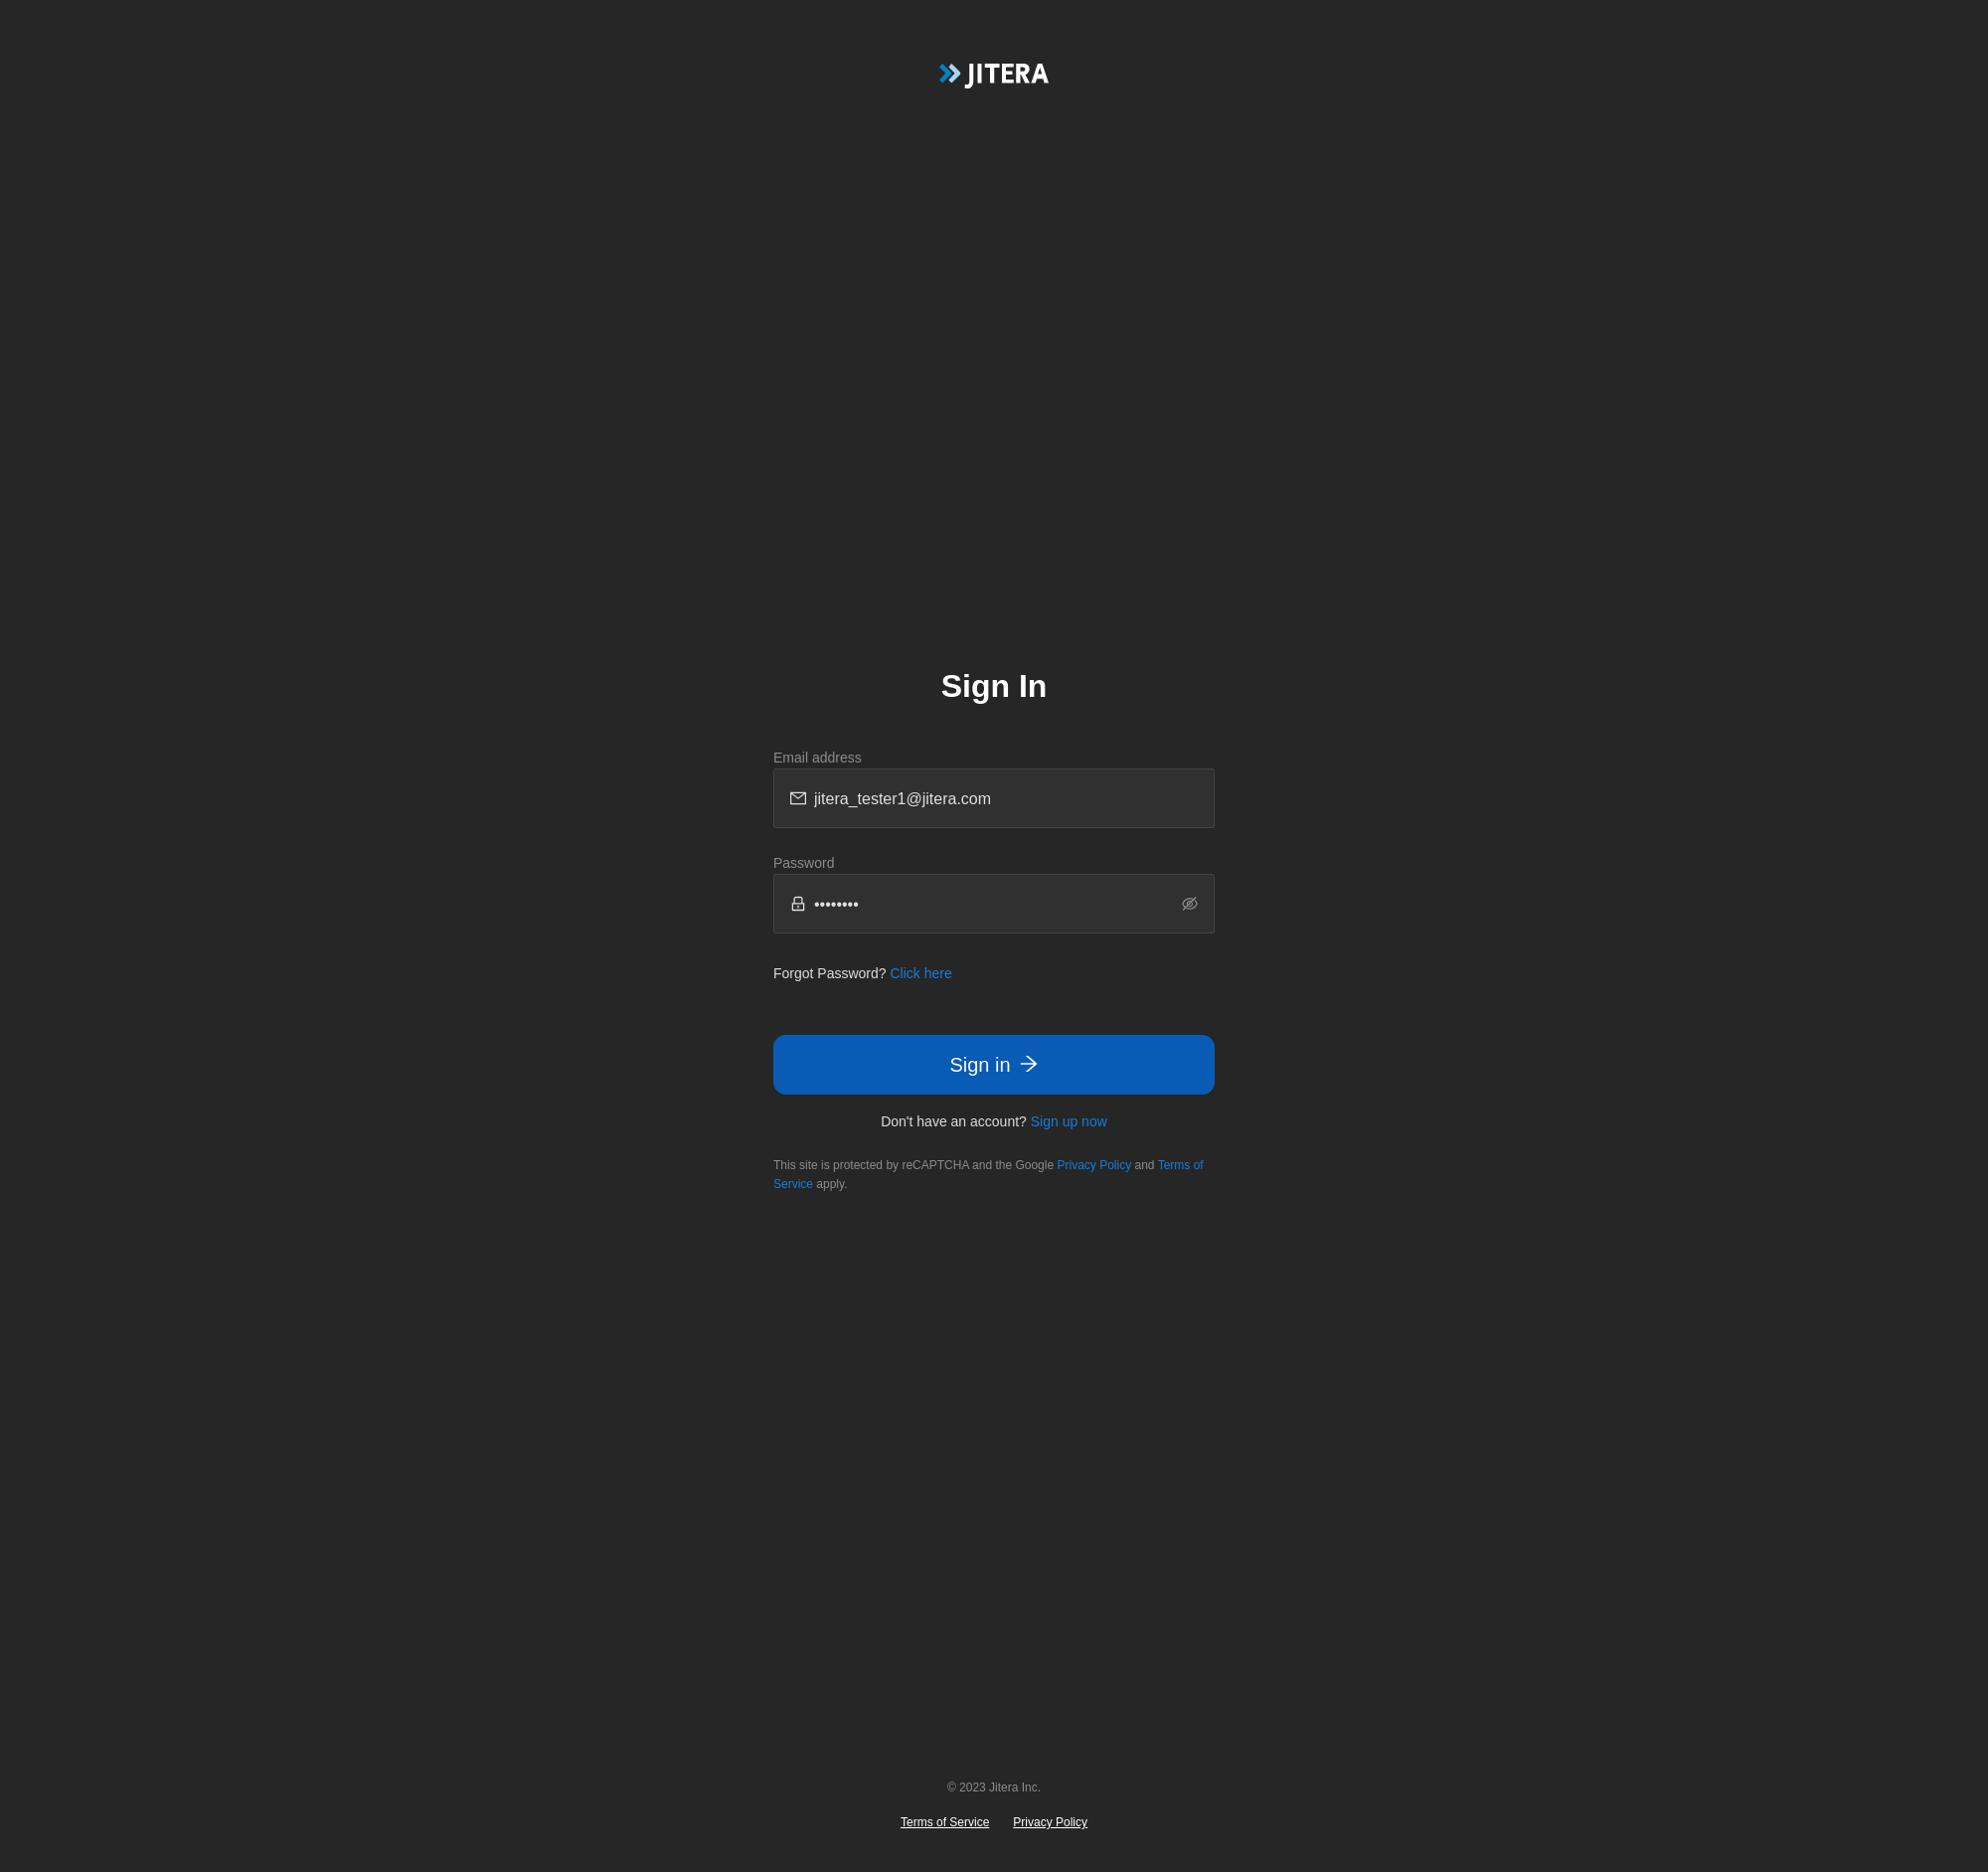 JITERA
Sign In
Email address
jitera_tester1@jitera.com
Password
••••••••
Forgot Password? Click here
Sign in
Don't have an account? Sign up now
This site is protected by reCAPTCHA and the Google Privacy Policy and Terms of
Service apply.
© 2023 Jitera Inc.
Terms of Service Privacy Policy